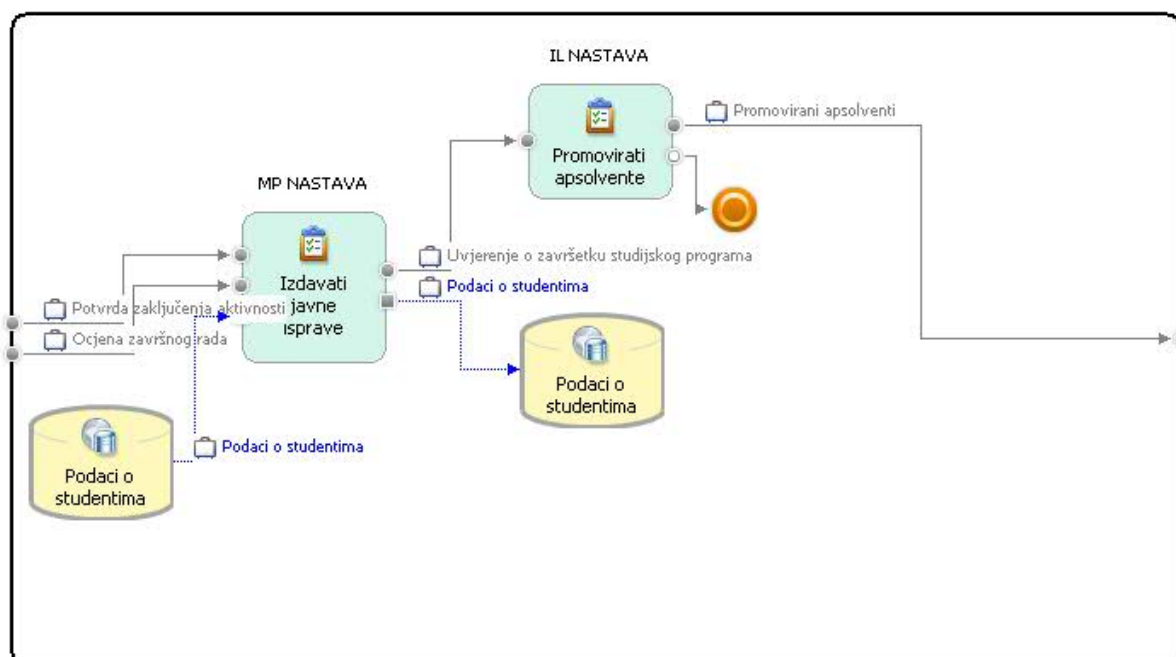 IL NASTAVA
Promovirani apsolventi
Promovirati
apsolvente
MP NASTAVA
Uvjerenje o završetku studijskog programa
Izdavati
javne
isprave
Podaci o studentima
Potvrda zaključenja aktivnosti
Ocjena završnog rada
Podaci o
studentima
Podaci o studentima
Podaci o
studentima